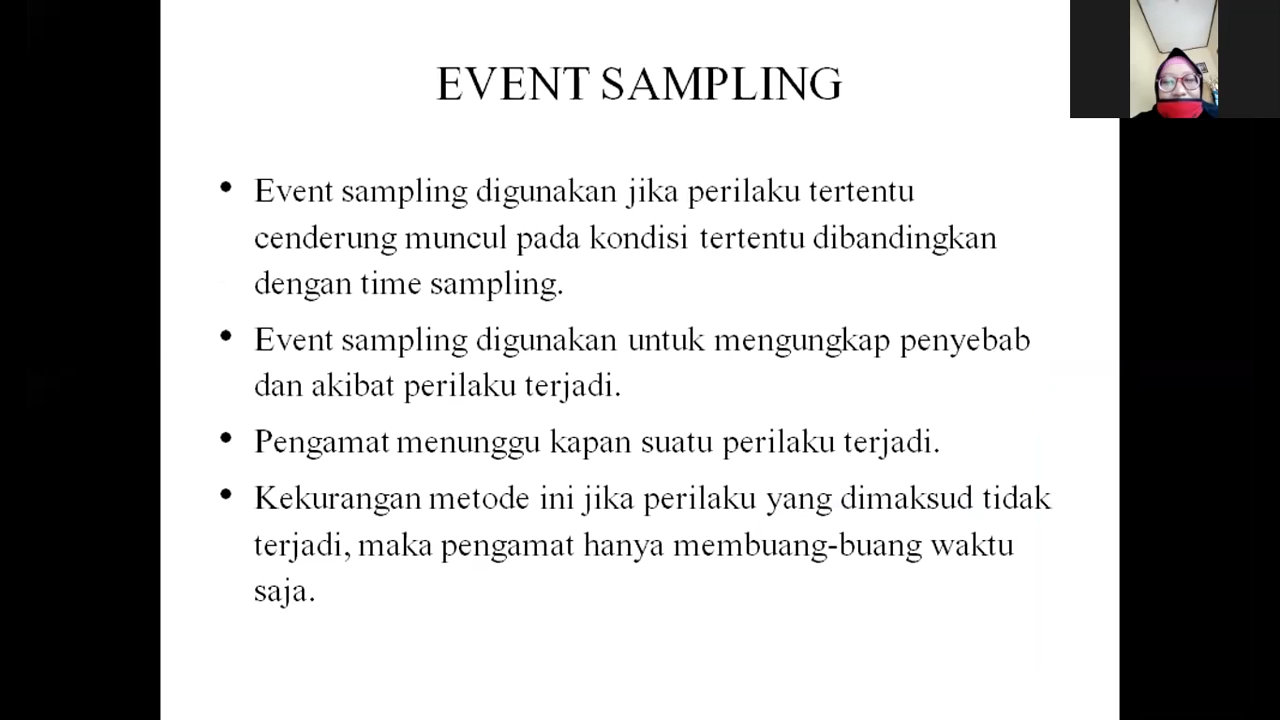 EVENT SAMPLING
• Event sampling digunakan jika perilaku tertentu
cenderung muncul pada kondisi tertentu dibandingkan
dengan time sampling.
• Event sampling digunakan untuk mengungkap penyebab
dan akibat perilaku terjadi.
• Pengamat menunggu kapan suatu perilaku terjadi.
• Kekurangan metode ini jika perilaku yang dimaksud tidak
terjadi, maka pengamat hanya membuang-buang waktu
saja.